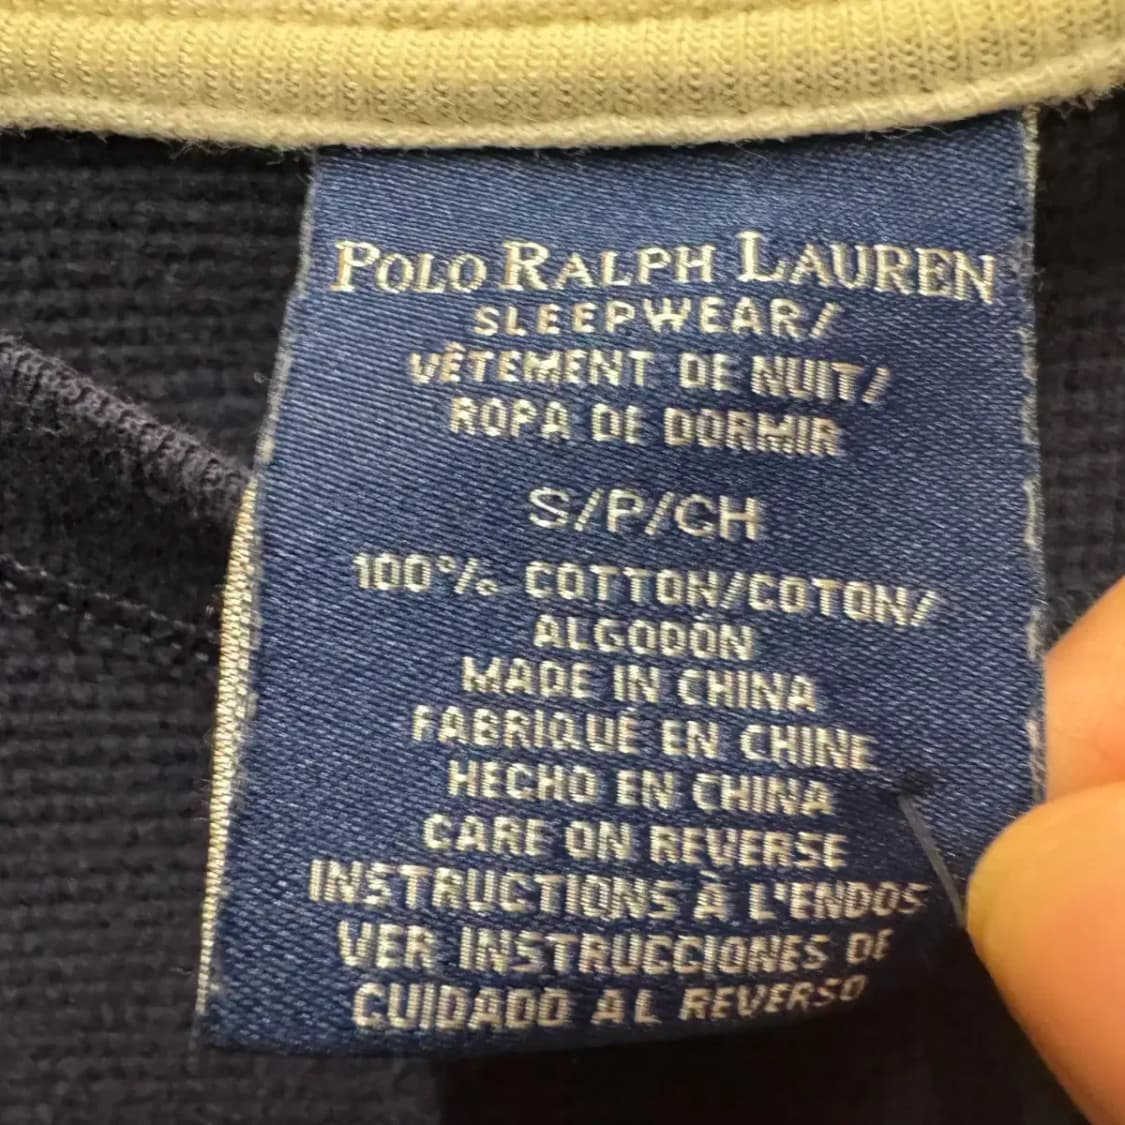 POLO RALPH LAUREN
SLEEPWEAR/
VÊTEMENT DE NUIT/
ROPA DE DORMIR
S/P/CH
100% COTTON/COTON/
ALGODÓN
MADE IN CHINA
FABRIQUÉ EN CHINE
HECHO EN CHINA
CARE ON REVERSE
INSTRUCTIONS À L'ENDOS
VER INSTRUCCIONES DE
CUIDADO AL REVERSO